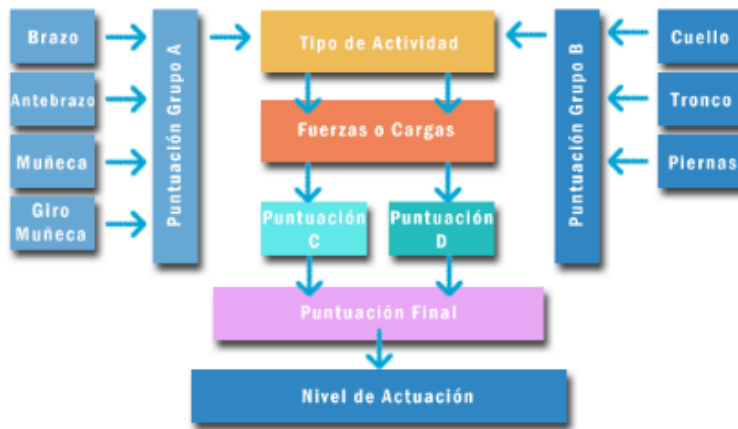 Brazo
Antebrazo
Muñeca
Giro
Muñeca
Puntuación Grupo A
Tipo de Actividad
Fuerzas o Cargas
Puntuación
C
Puntuación
D
Puntuación Final
Nivel de Actuación
Puntuación Grupo B
Cuello
Tronco
Piernas